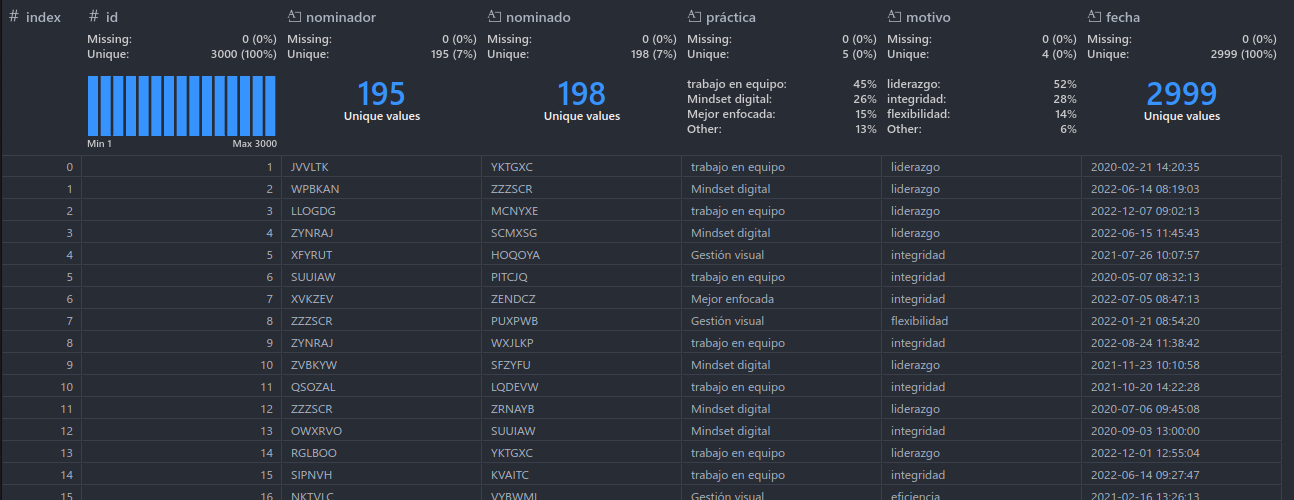 # index # id nominador nominado práctica motivo fecha
Missing: 0 (0%) Missing: 0 (0%) Missing: 0 (0%) Missing: 0 (0%) Missing: 0 (0%) Missing: 0 (0%)
Unique: 3000 (100%) Unique: 195 (7%) Unique: 198 (7%) Unique: 5 (0%) Unique: 4 (0%) Unique: 2999 (100%)
195
Unique values
198
Unique values
trabajo en equipo: 45%
Mindset digital: 26%
Mejor enfocada: 15%
Other: 13%
liderazgo: 52%
integridad: 28%
flexibilidad: 14%
Other: 6%
2999
Unique values
Min 1 Max 3000
0 1 JVVLTK YKTGXC trabajo en equipo liderazgo 2020-02-21 14:20:35
1 2 WPBKAN ZZZSCR Mindset digital liderazgo 2022-06-14 08:19:03
2 3 LLOGDG MCNYXE trabajo en equipo liderazgo 2022-12-07 09:02:13
3 4 ZYNRAJ SCMXSG Mindset digital liderazgo 2022-06-15 11:45:43
4 5 XFYRUT HOQOYA Gestión visual integridad 2021-07-26 10:07:57
5 6 SUUIAW PITCJQ trabajo en equipo integridad 2020-05-07 08:32:13
6 7 XVKZEV ZENDCZ Mejor enfocada integridad 2022-07-05 08:47:13
7 8 ZZZSCR PUXPWB Gestión visual flexibilidad 2022-01-21 08:54:20
8 9 ZYNRAJ WXJLKP trabajo en equipo integridad 2022-08-24 11:38:42
9 10 ZVBKYW SFZYFU Mindset digital liderazgo 2021-11-23 10:10:58
10 11 QSOZAL LQDEVW trabajo en equipo integridad 2021-10-20 14:22:28
11 12 ZZZSCR ZRNAYB Mindset digital liderazgo 2020-07-06 09:45:08
12 13 OWXRVO SUUIAW Mindset digital integridad 2020-09-03 13:00:00
13 14 RGLBOO YKTGXC trabajo en equipo liderazgo 2022-12-01 12:55:04
14 15 SIPNVH KVAITC trabajo en equipo integridad 2022-06-14 09:27:47
15 16 NKTVLC VYBWMI Gestión visual eficiencia 2021-02-16 13:26:13